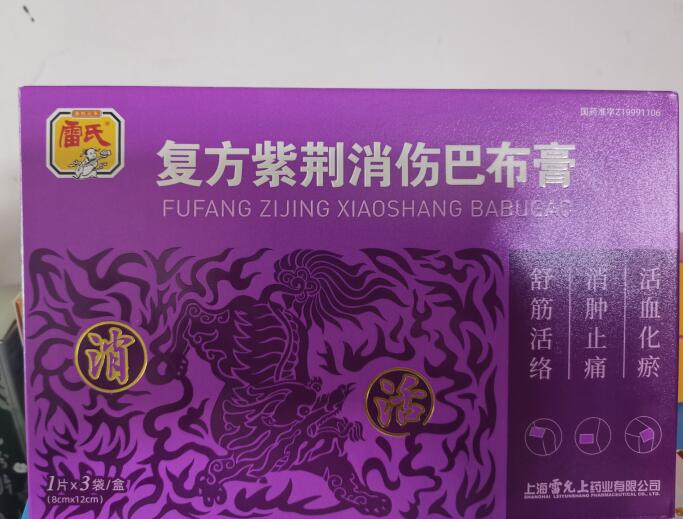 雷氏
国药准字Z19991106
复方紫荆消伤巴布膏
FUFANG ZIJING XIAOSHANG BABUGAO
活血化瘀
消肿止痛
舒筋活络
消
活
1片x3袋/盒
(8cmx12cm)
上海雷允上药业有限公司
SHANGHAI LEIYUNSHANG PHARMACEUTICAL CO., LTD.